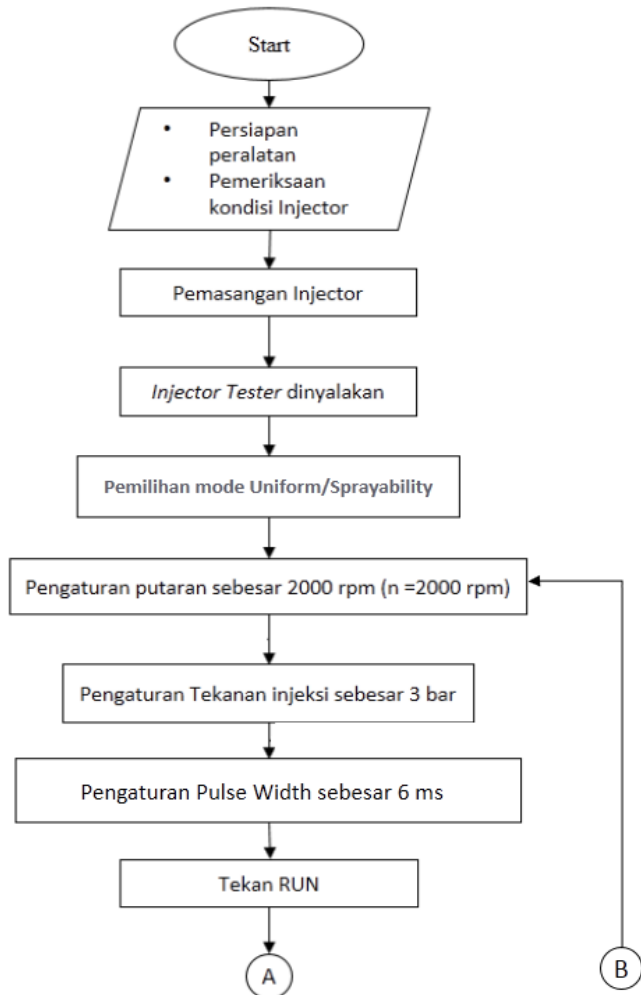 Start
• Persiapan
peralatan
• Pemeriksaan
kondisi Injector
Pemasangan Injector
Injector Tester dinyalakan
Pemilihan mode Uniform/Sprayability
Pengaturan putaran sebesar 2000 rpm (n =2000 rpm)
Pengaturan Tekanan injeksi sebesar 3 bar
Pengaturan Pulse Width sebesar 6 ms
Tekan RUN
A
B